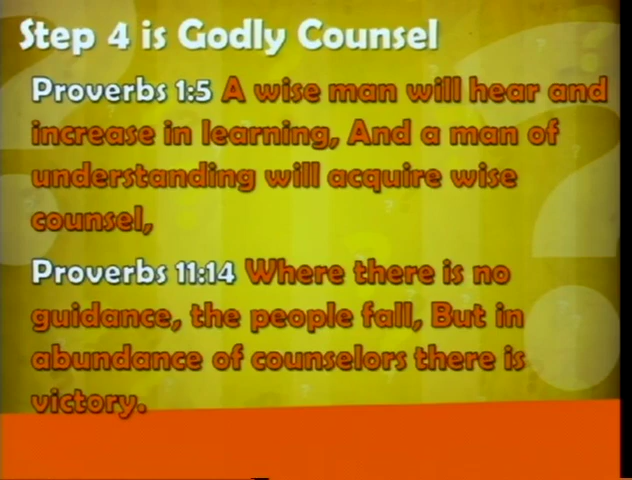 Step 4 is Godly Counsel
Proverbs 1:5 A wise man will hear and
increase in learning, And a man of
understanding will acquire wise
counsel,
Proverbs 11:14 Where there is no
guidance, the people fall, But in
abundance of counselors there is
victory.